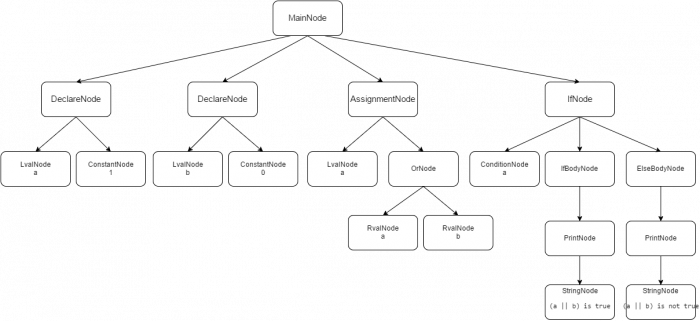 MainNode
DeclareNode
DeclareNode
AssignmentNode
IfNode
LvalNode
a
ConstantNode
1
LvalNode
b
ConstantNode
0
LvalNode
a
OrNode
ConditionNode
a
IfBodyNode
ElseBodyNode
RvalNode
a
RvalNode
b
PrintNode
PrintNode
StringNode
(a || b) is true
StringNode
(a || b) is not true